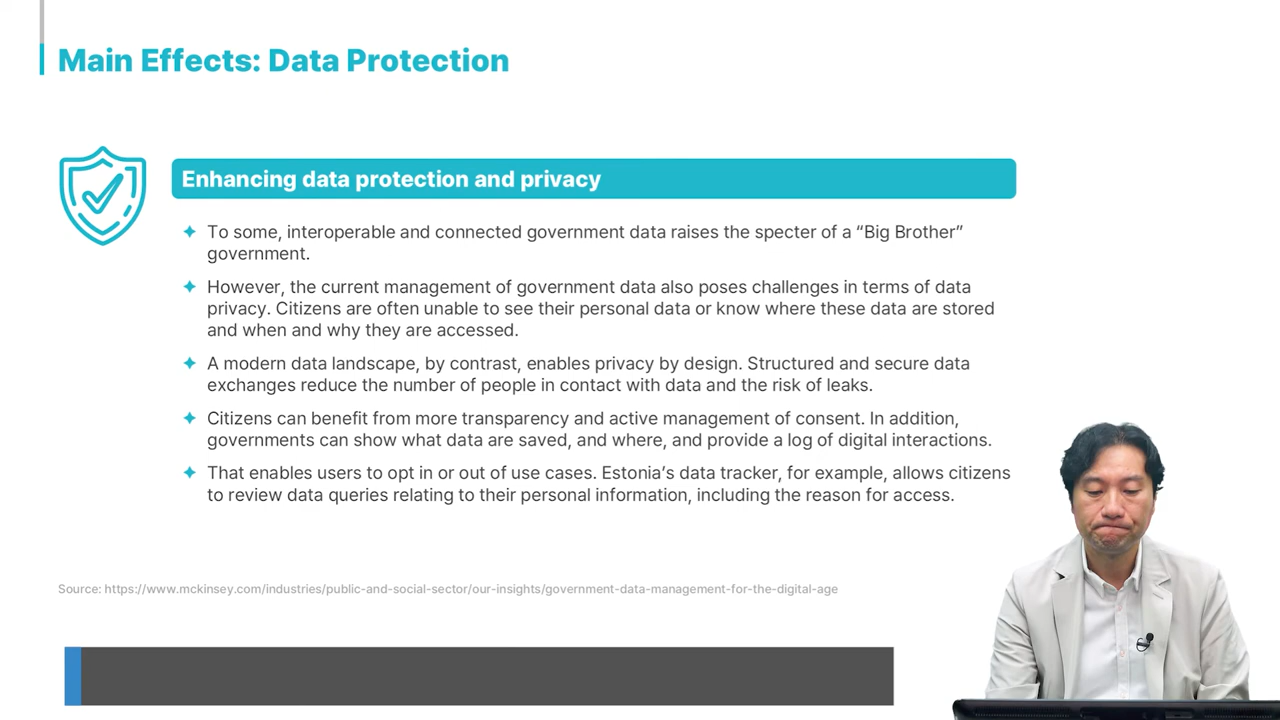 Main Effects: Data Protection
Enhancing data protection and privacy
To some, interoperable and connected government data raises the specter of a “Big Brother”
government.
However, the current management of government data also poses challenges in terms of data
privacy. Citizens are often unable to see their personal data or know where these data are stored
and when and why they are accessed.
A modern data landscape, by contrast, enables privacy by design. Structured and secure data
exchanges reduce the number of people in contact with data and the risk of leaks.
Citizens can benefit from more transparency and active management of consent. In addition,
governments can show what data are saved, and where, and provide a log of digital interactions.
That enables users to opt in or out of use cases. Estonia’s data tracker, for example, allows citizens
to review data queries relating to their personal information, including the reason for access.
Source: https://www.mckinsey.com/industries/public-and-social-sector/our-insights/government-data-management-for-the-digital-age